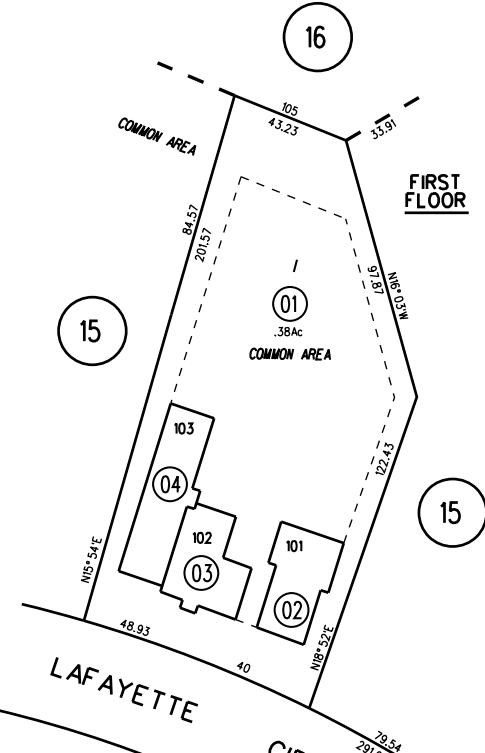 16
105
43.23
33.91
COMMON AREA
FIRST
FLOOR
84.57
201.57
1
01
.38Ac
COMMON AREA
97.87
N16° 03'W
15
103
04
122.43
15
102
03
101
02
N15° 54'E
48.93
40
N18° 52'E
LAFAYETTE
79.54